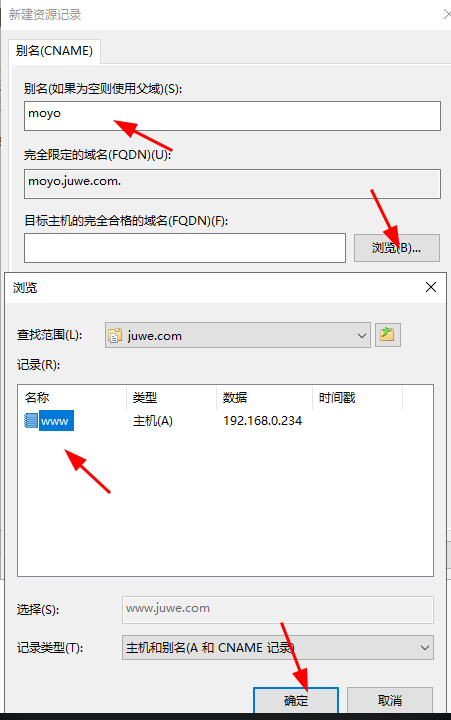 新建资源记录
别名(CNAME)
别名(如果为空则使用父域)(S):
moyo
完全限定的域名(FQDN)(U):
moyo.juwe.com.
目标主机的完全合格的域名(FQDN)(F):
浏览(B)...
浏览
查找范围(L): juwe.com
记录(R):
名称 类型 数据 时间戳
www 主机(A) 192.168.0.234
选择(S): www.juwe.com
记录类型(T): 主机和别名(A 和 CNAME 记录)
确定 取消